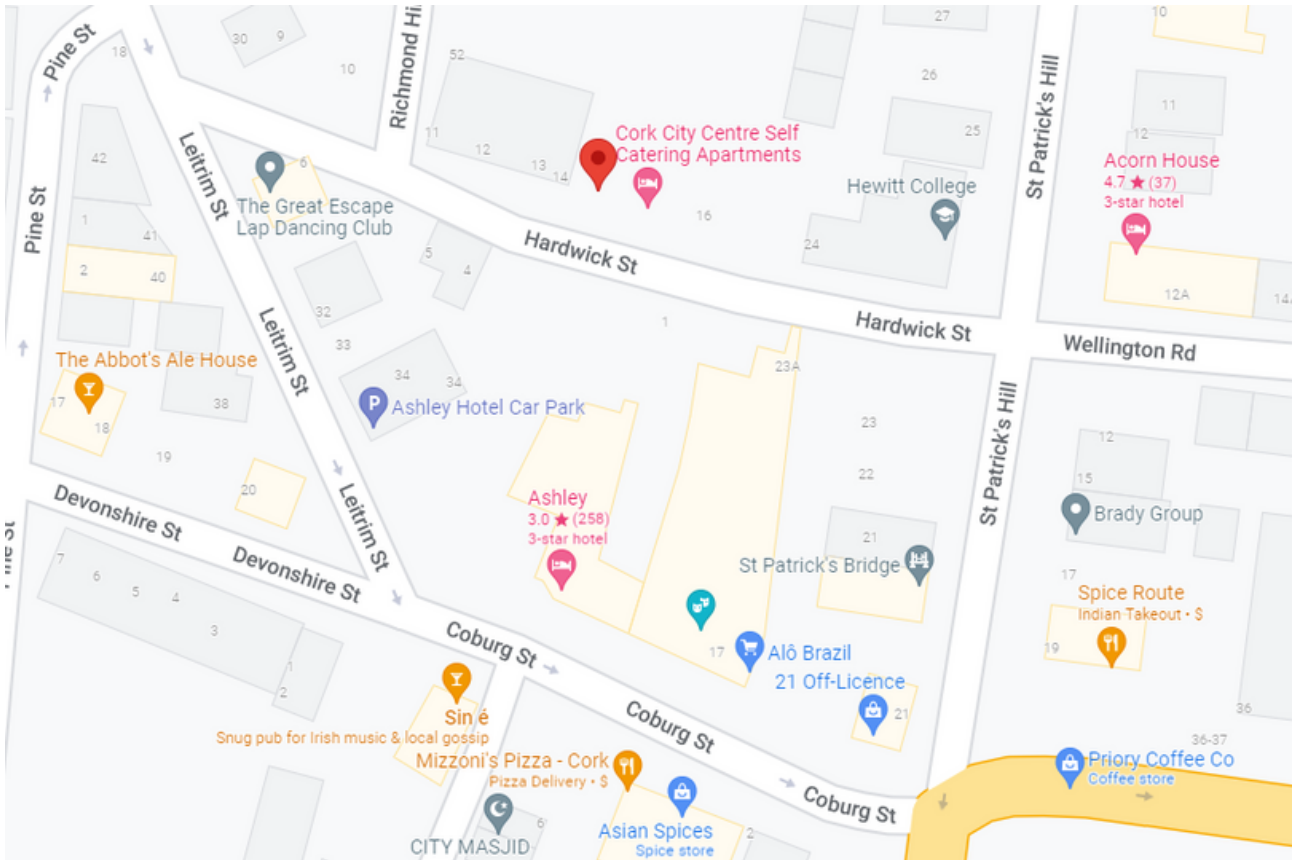 Pine St
18
30
9
10
Richmond Hi
52
11
12
13
14
Cork City Centre Self
Catering Apartments
16
27
26
25
Hewitt College
24
St Patrick's Hill
10
11
12
Acorn House
4.7 ★ (37)
3-star hotel
12A
14
42
1
41
2
40
Pine St
Leitrim St
6
The Great Escape
Lap Dancing Club
5
4
Hardwick St
32
33
Leitrim St
1
Hardwick St
Wellington Rd
The Abbot's Ale House
17
18
38
34
34
P
Ashley Hotel Car Park
23A
23
22
St Patrick's Hill
12
15
Brady Group
19
20
Devonshire St
Devonshire St
Leitrim St
Ashley
3.0 ★ (258)
3-star hotel
21
St Patrick's Bridge
17
Spice Route
Indian Takeout • $
19
Pine St
7
6
5
4
3
1
2
Coburg St
17
Alô Brazil
21 Off-Licence
21
36
36-37
Sin é
Snug pub for Irish music & local gossip
Coburg St
Mizzoni's Pizza - Cork
Pizza Delivery • $
Priory Coffee Co
Coffee store
Coburg St
CITY MASJID
6
Asian Spices
Spice store
2